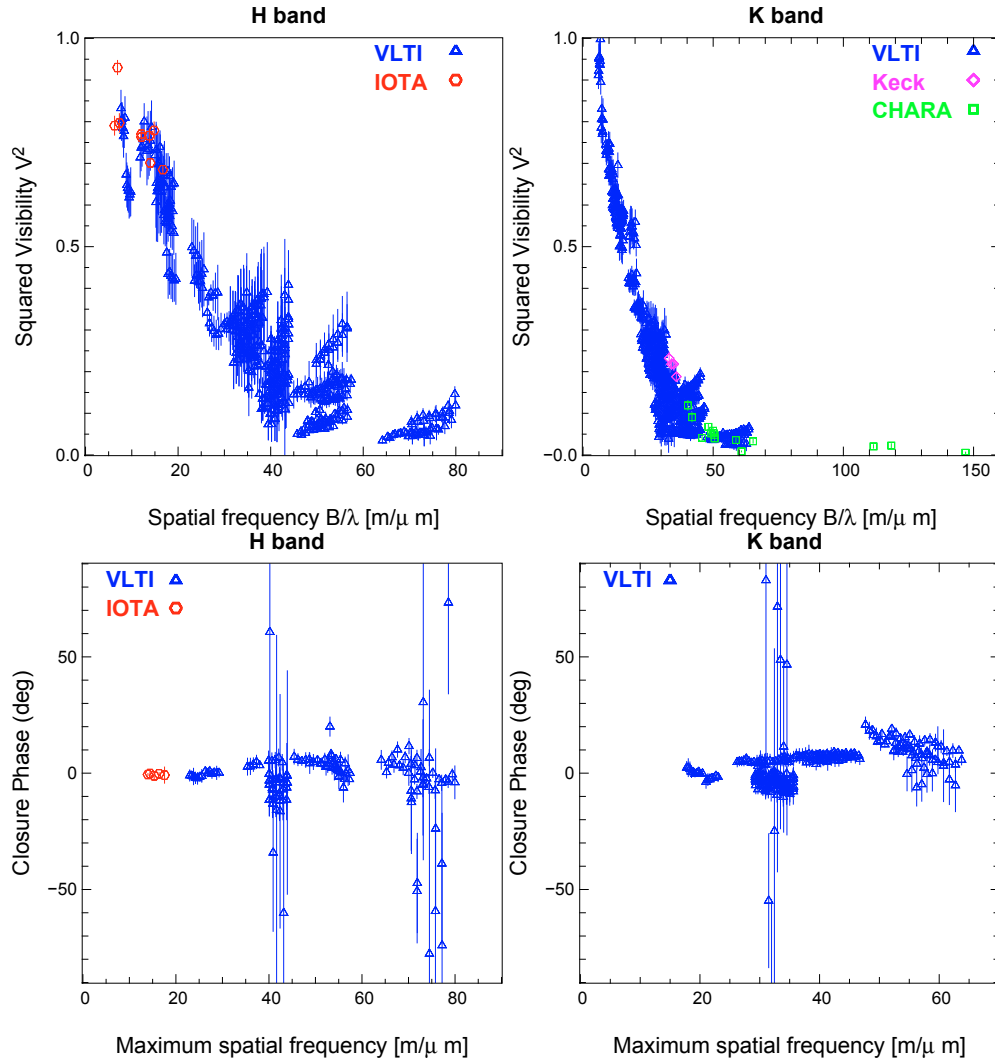 H band
K band
1.0
0.5
0.0
0
20
40
60
80
Squared Visibility V²
Spatial frequency B/λ [m/μ m]
VLTI
IOTA
1.0
0.5
−0.0
0
50
100
150
Squared Visibility V²
Spatial frequency B/λ [m/μ m]
VLTI
Keck
CHARA
H band
K band
50
0
−50
0
20
40
60
80
Closure Phase (deg)
Maximum spatial frequency [m/μ m]
VLTI
IOTA
50
0
−50
0
20
40
60
Closure Phase (deg)
Maximum spatial frequency [m/μ m]
VLTI